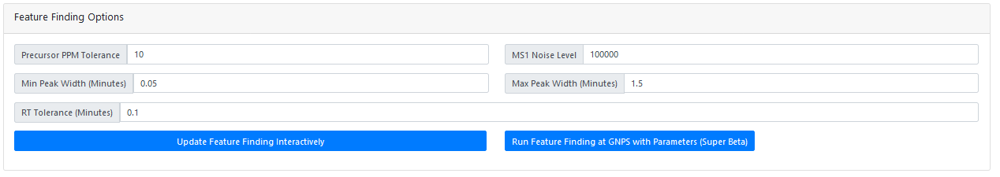 Feature Finding Options
Precursor PPM Tolerance 10 MS1 Noise Level 100000
Min Peak Width (Minutes) 0.05 Max Peak Width (Minutes) 1.5
RT Tolerance (Minutes) 0.1
Update Feature Finding Interactively Run Feature Finding at GNPS with Parameters (Super Beta)